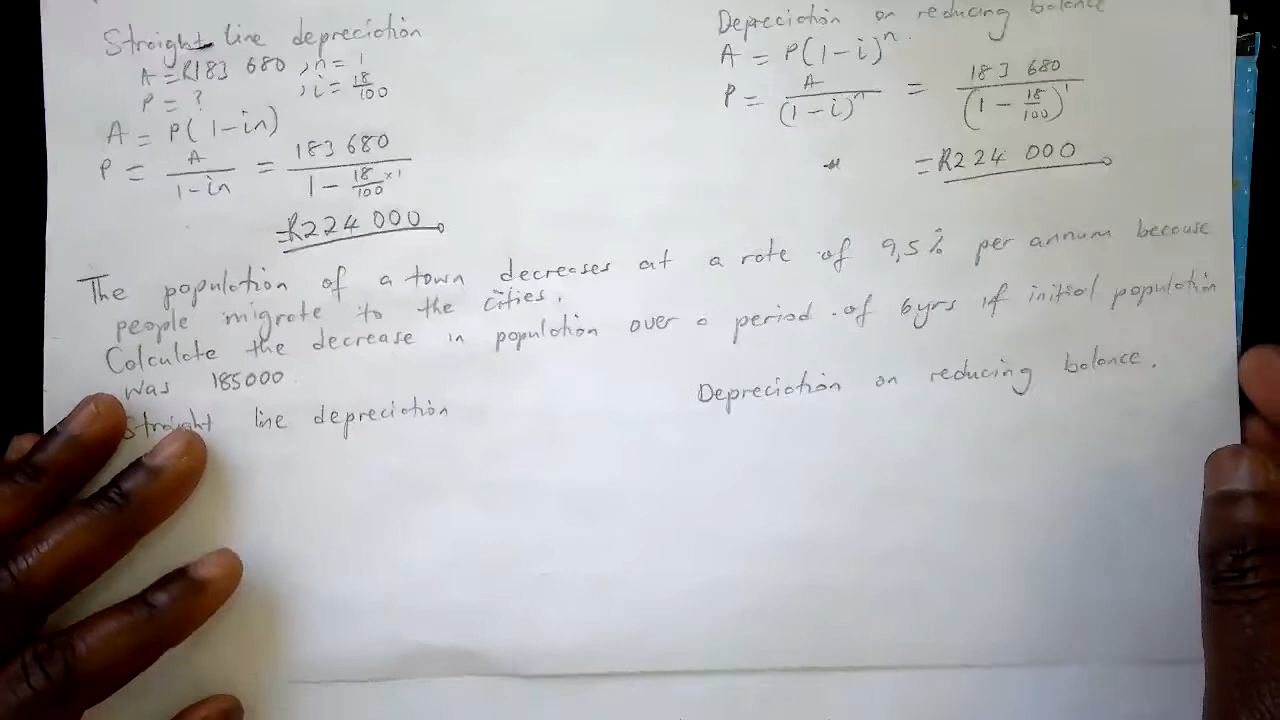 Straight line depreciation
A = R183 680 , n = 1
P = ? , i = 18/100
A = P(1-in)
P = A/1-in = 183 680/1 - 18/100 ×1
=R224 000
Depreciation on reducing balance
A = P(1-i)^n
P = A/(1-i)^n = 183 680/(1 - 18/100)^1
=R224 000
The population of a town decreases at a rate of 9,5% per annum because
people migrate to the cities.
Calculate the decrease in population over a period of 6yrs if initial population
was 185000.
Straight line depreciation
Depreciation on reducing balance.